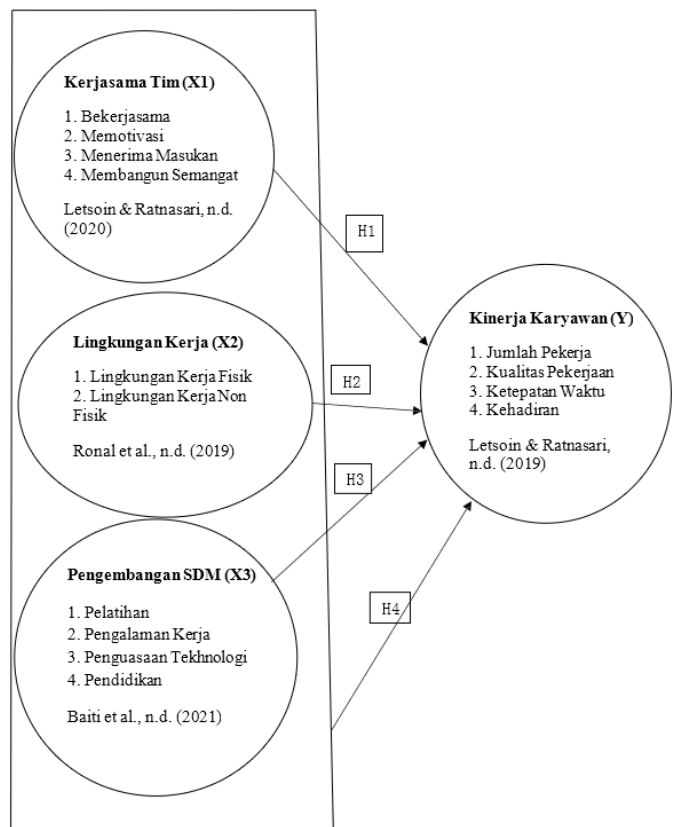 Kerjasama Tim (X1)
1. Bekerjasama
2. Memotivasi
3. Menerima Masukan
4. Membangun Semangat
Letsoin & Ratnasari, n.d.
(2020)
H1
Lingkungan Kerja (X2)
1. Lingkungan Kerja Fisik
2. Lingkungan Kerja Non
Fisik
Ronal et al., n.d. (2019)
H2
Kinerja Karyawan (Y)
1. Jumlah Pekerja
2. Kualitas Pekerjaan
3. Ketepatan Waktu
4. Kehadiran
Letsoin & Ratnasari,
n.d. (2019)
H3
Pengembangan SDM (X3)
1. Pelatihan
2. Pengalaman Kerja
3. Penguasaan Tekhnologi
4. Pendidikan
Baiti et al., n.d. (2021)
H4